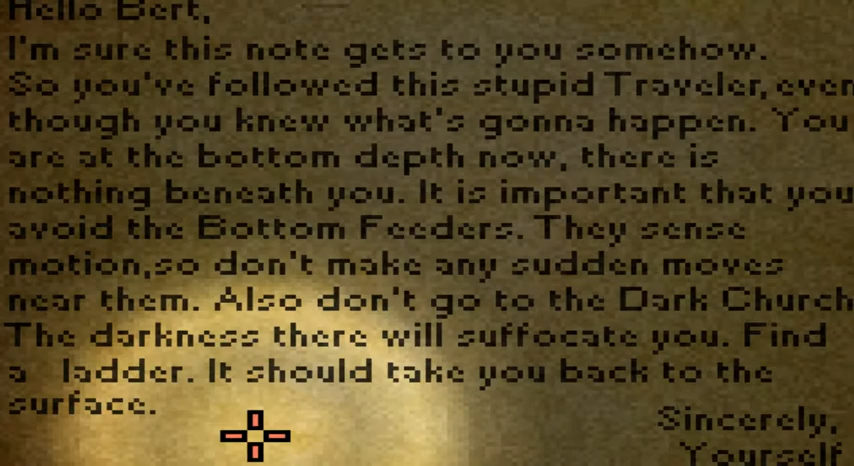 Hello Bert,
I'm sure this note gets to you somehow.
So you've followed this stupid Traveler, even
though you knew what's gonna happen. You
are at the bottom depth now, there is
nothing beneath you. It is important that you
avoid the Bottom Feeders. They sense
motion,so don't make any sudden moves
near them. Also don't go to the Dark Church
The darkness there will suffocate you. Find
a ladder. It should take you back to the
surface.
Sincerely,
Yourself